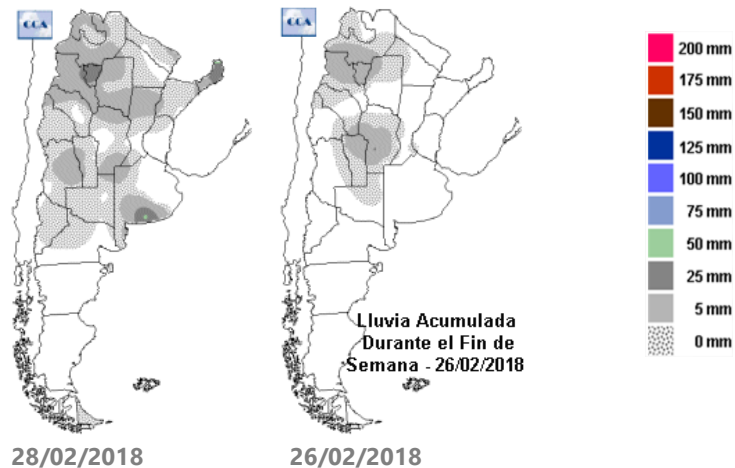 CCA
CCA
200 mm
175 mm
150 mm
125 mm
100 mm
75 mm
50 mm
25 mm
5 mm
0 mm
Lluvia Acumulada
Durante el Fin de
Semana - 26/02/2018
28/02/2018
26/02/2018